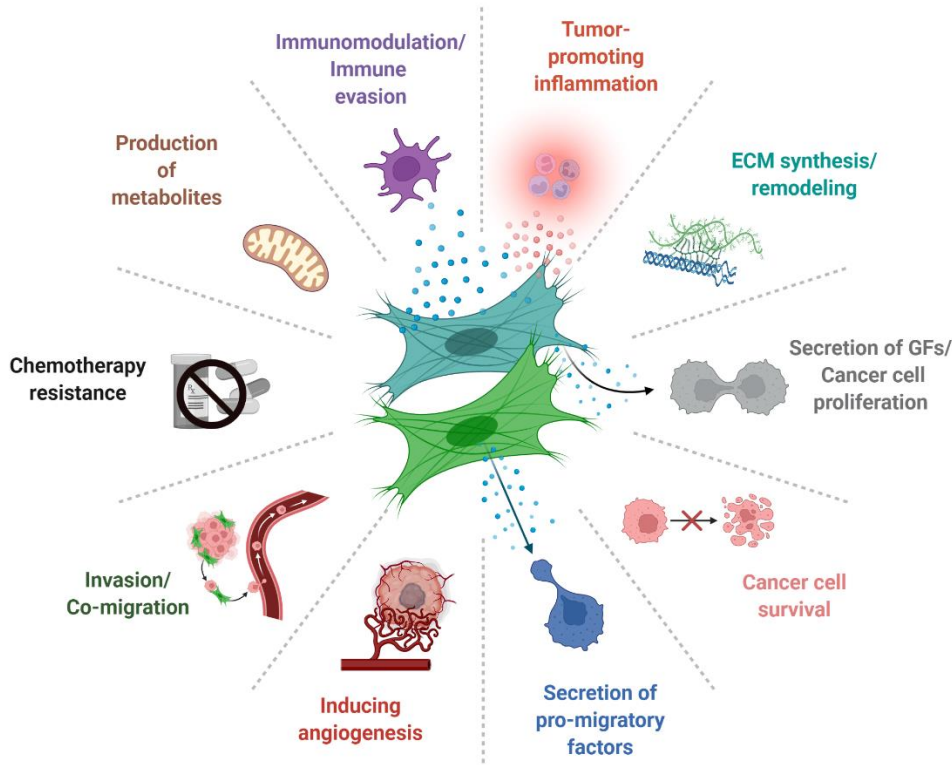 Immunomodulation/
Immune
evasion
Tumor-
promoting
inflammation
Production
of
metabolites
ECM synthesis/
remodeling
Chemotherapy
resistance
Rx
Secretion of GFs/
Cancer cell
proliferation
Invasion/
Co-migration
Cancer cell
survival
Inducing
angiogenesis
Secretion of
pro-migratory
factors